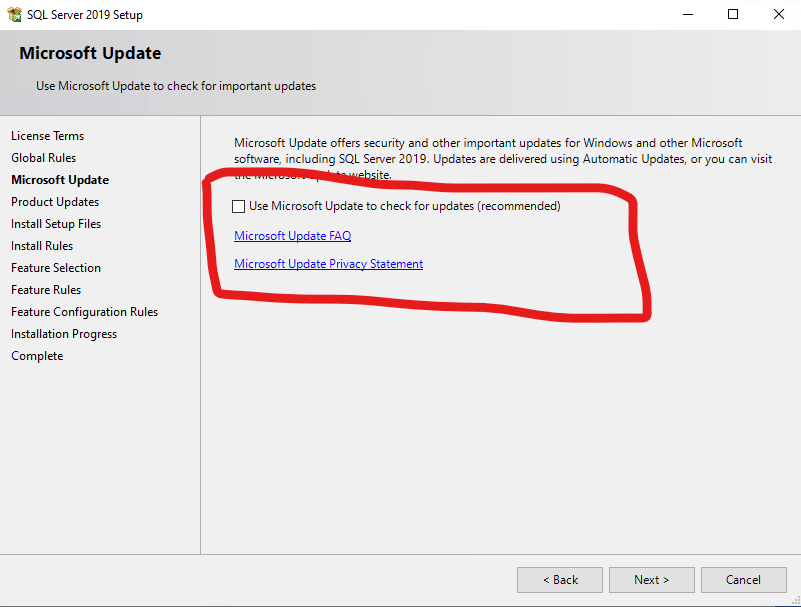 SQL Server 2019 Setup
Microsoft Update
Use Microsoft Update to check for important updates
License Terms
Global Rules
Microsoft Update
Product Updates
Install Setup Files
Install Rules
Feature Selection
Feature Rules
Feature Configuration Rules
Installation Progress
Complete
Microsoft Update offers security and other important updates for Windows and other Microsoft
software, including SQL Server 2019. Updates are delivered using Automatic Updates, or you can visit
the Microsoft Update website.
Use Microsoft Update to check for updates (recommended)
Microsoft Update FAQ
Microsoft Update Privacy Statement
< Back
Next >
Cancel